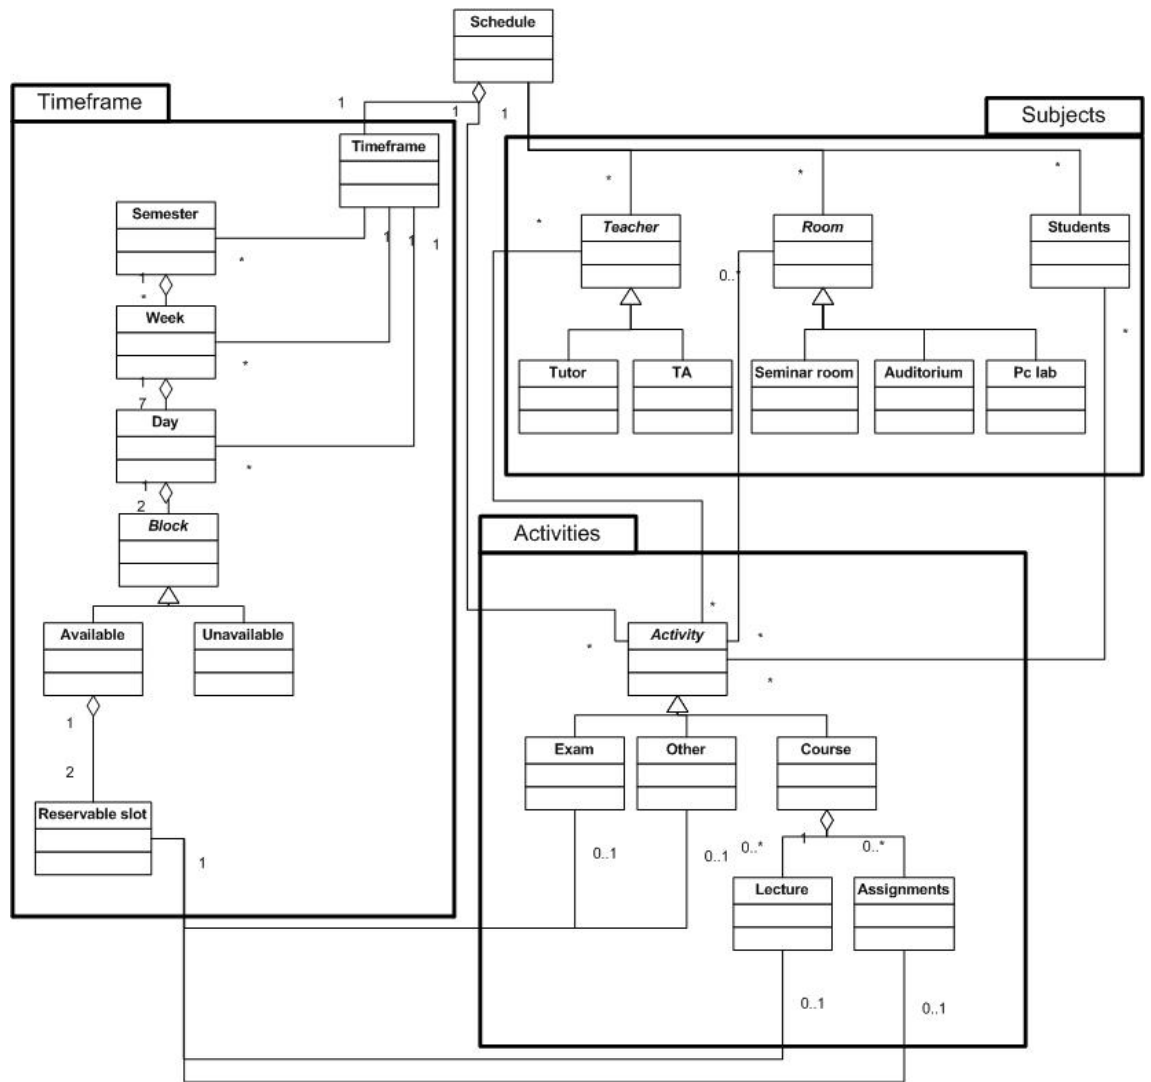 Schedule
Timeframe
1
1
1
Subjects
Timeframe
*
*
*
Semester
*
Teacher
Room
Students
1
1
1
*
0..*
1
*
Week
*
*
1
7
Tutor
TA
Seminar room
Auditorium
Pc lab
Day
*
1
2
Block
Activities
*
Available
Unavailable
Activity
*
*
*
1
Exam
Other
Course
2
Reservable slot
1
0..1
0..1
0..*
1
0..*
Lecture
Assignments
0..1
0..1